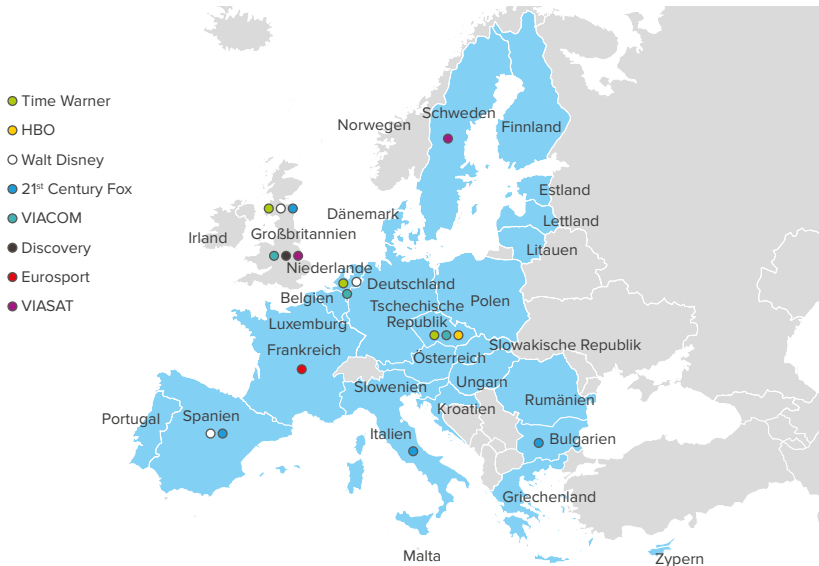 Time Warner
HBO
Walt Disney
21st Century Fox
VIACOM
Discovery
Eurosport
VIASAT
Schweden
Norwegen
Finnland
Estland
Dänemark
Lettland
Irland
Großbritannien
Litauen
Niederlande
Deutschland
Belgien
Tschechische
Republik
Polen
Luxemburg
Slowakische Republik
Frankreich
Österreich
Slowenien
Ungarn
Rumänien
Kroatien
Portugal
Spanien
Italien
Bulgarien
Griechenland
Malta
Zypern